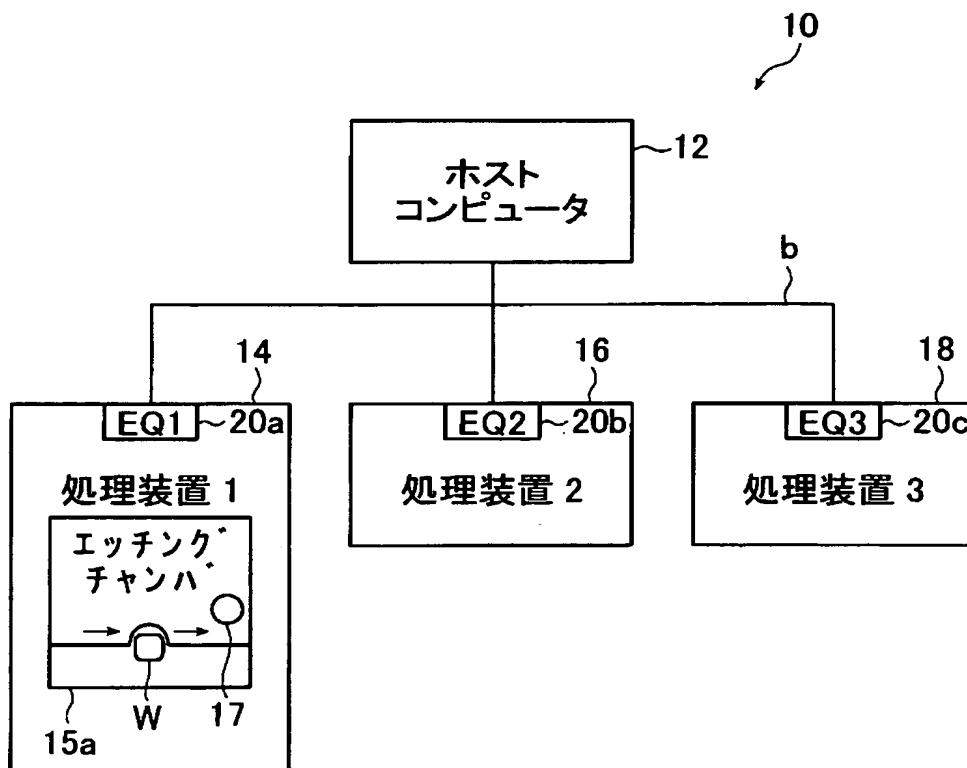 10
ホスト
コンピュータ
12
b
14
16
18
EQ1
20a
EQ2
20b
EQ3
20c
処理装置 1
処理装置 2
処理装置 3
エッチング
チャンバ
15a
W
17